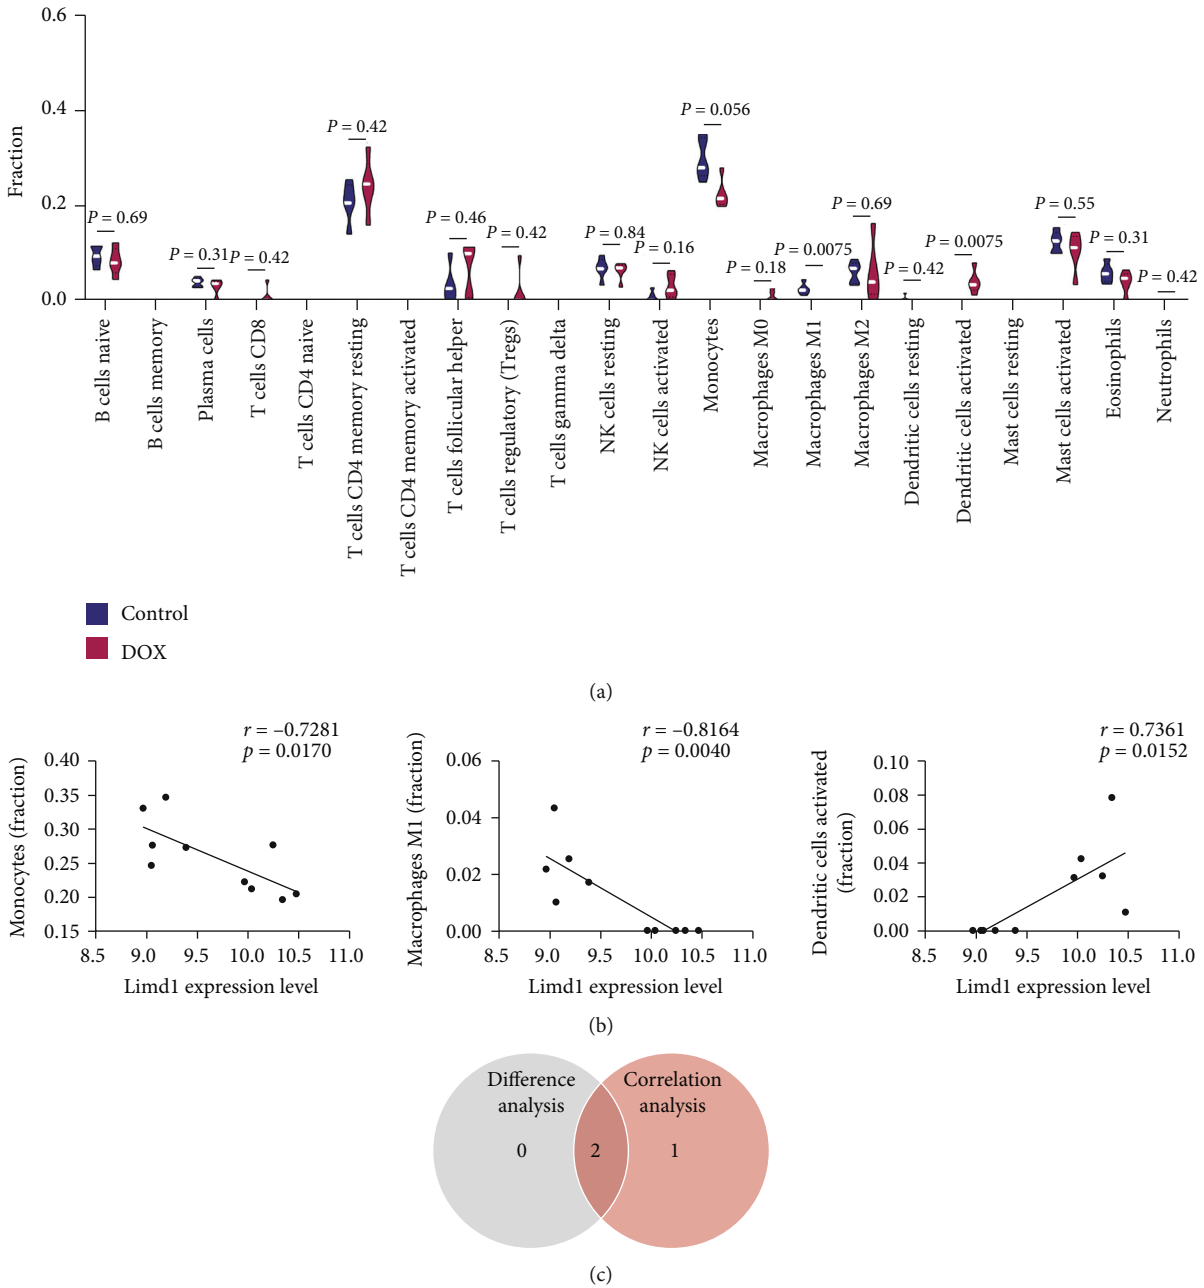 0.6
0.4
0.2
0.0
Fraction
P = 0.69
P = 0.31
P = 0.42
P = 0.42
P = 0.46
P = 0.42
P = 0.84
P = 0.16
P = 0.056
P = 0.18
P = 0.0075
P = 0.69
P = 0.42
P = 0.0075
P = 0.55
P = 0.31
P = 0.42
B cells naive
B cells memory
Plasma cells
T cells CD8
T cells CD4 naive
T cells CD4 memory resting
T cells CD4 memory activated
T cells follicular helper
T cells regulatory (Tregs)
T cells gamma delta
NK cells resting
NK cells activated
Monocytes
Macrophages M0
Macrophages M1
Macrophages M2
Dendritic cells resting
Dendritic cells activated
Mast cells resting
Mast cells activated
Eosinophils
Neutrophils
Control
DOX
(a)
r = –0.7281
p = 0.0170
Monocytes (fraction)
0.40
0.35
0.30
0.25
0.20
0.15
8.5 9.0 9.5 10.0 10.5 11.0
Limd1 expression level
r = –0.8164
p = 0.0040
Macrophages M1 (fraction)
0.06
0.04
0.02
0.00
8.5 9.0 9.5 10.0 10.5 11.0
Limd1 expression level
r = 0.7361
p = 0.0152
Dendritic cells activated
(fraction)
0.10
0.08
0.06
0.04
0.02
0.00
8.5 9.0 9.5 10.0 10.5 11.0
Limd1 expression level
(b)
Difference
analysis
0
2
Correlation
analysis
1
(c)